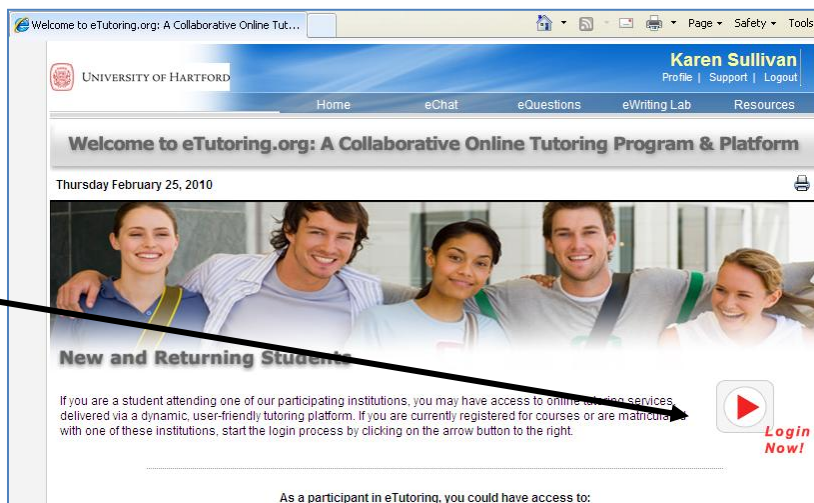 Welcome to eTutoring.org: A Collaborative Online Tut...
Page Safety Tools
UNIVERSITY OF HARTFORD
Karen Sullivan
Profile | Support | Logout
Home eChat eQuestions eWriting Lab Resources
Welcome to eTutoring.org: A Collaborative Online Tutoring Program & Platform
Thursday February 25, 2010
New and Returning Students
If you are a student attending one of our participating institutions, you may have access to online tutoring services,
delivered via a dynamic, user-friendly tutoring platform. If you are currently registered for courses or are
with one of these institutions, start the login process by clicking on the arrow button to the right.
Login
Now!
As a participant in eTutoring, you could have access to: